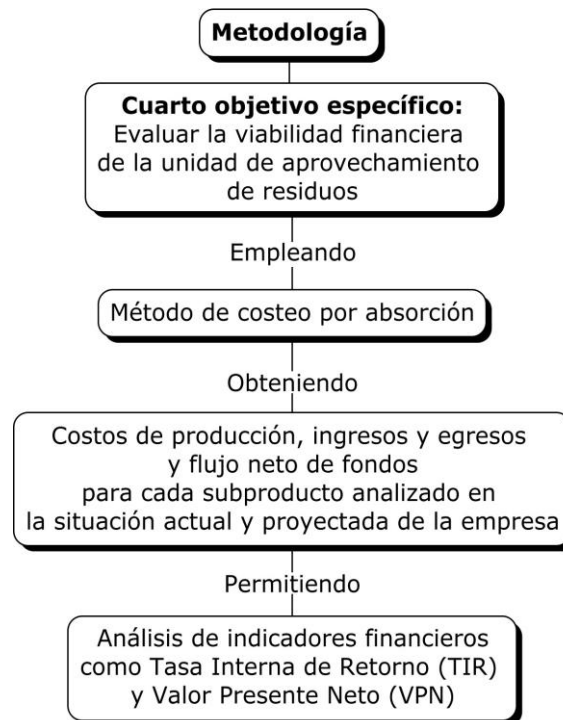 Metodología
Cuarto objetivo específico:
Evaluar la viabilidad financiera
de la unidad de aprovechamiento
de residuos
Empleando
Método de costeo por absorción
Obteniendo
Costos de producción, ingresos y egresos
y flujo neto de fondos
para cada subproducto analizado en
la situación actual y proyectada de la empresa
Permitiendo
Análisis de indicadores financieros
como Tasa Interna de Retorno (TIR)
y Valor Presente Neto (VPN)